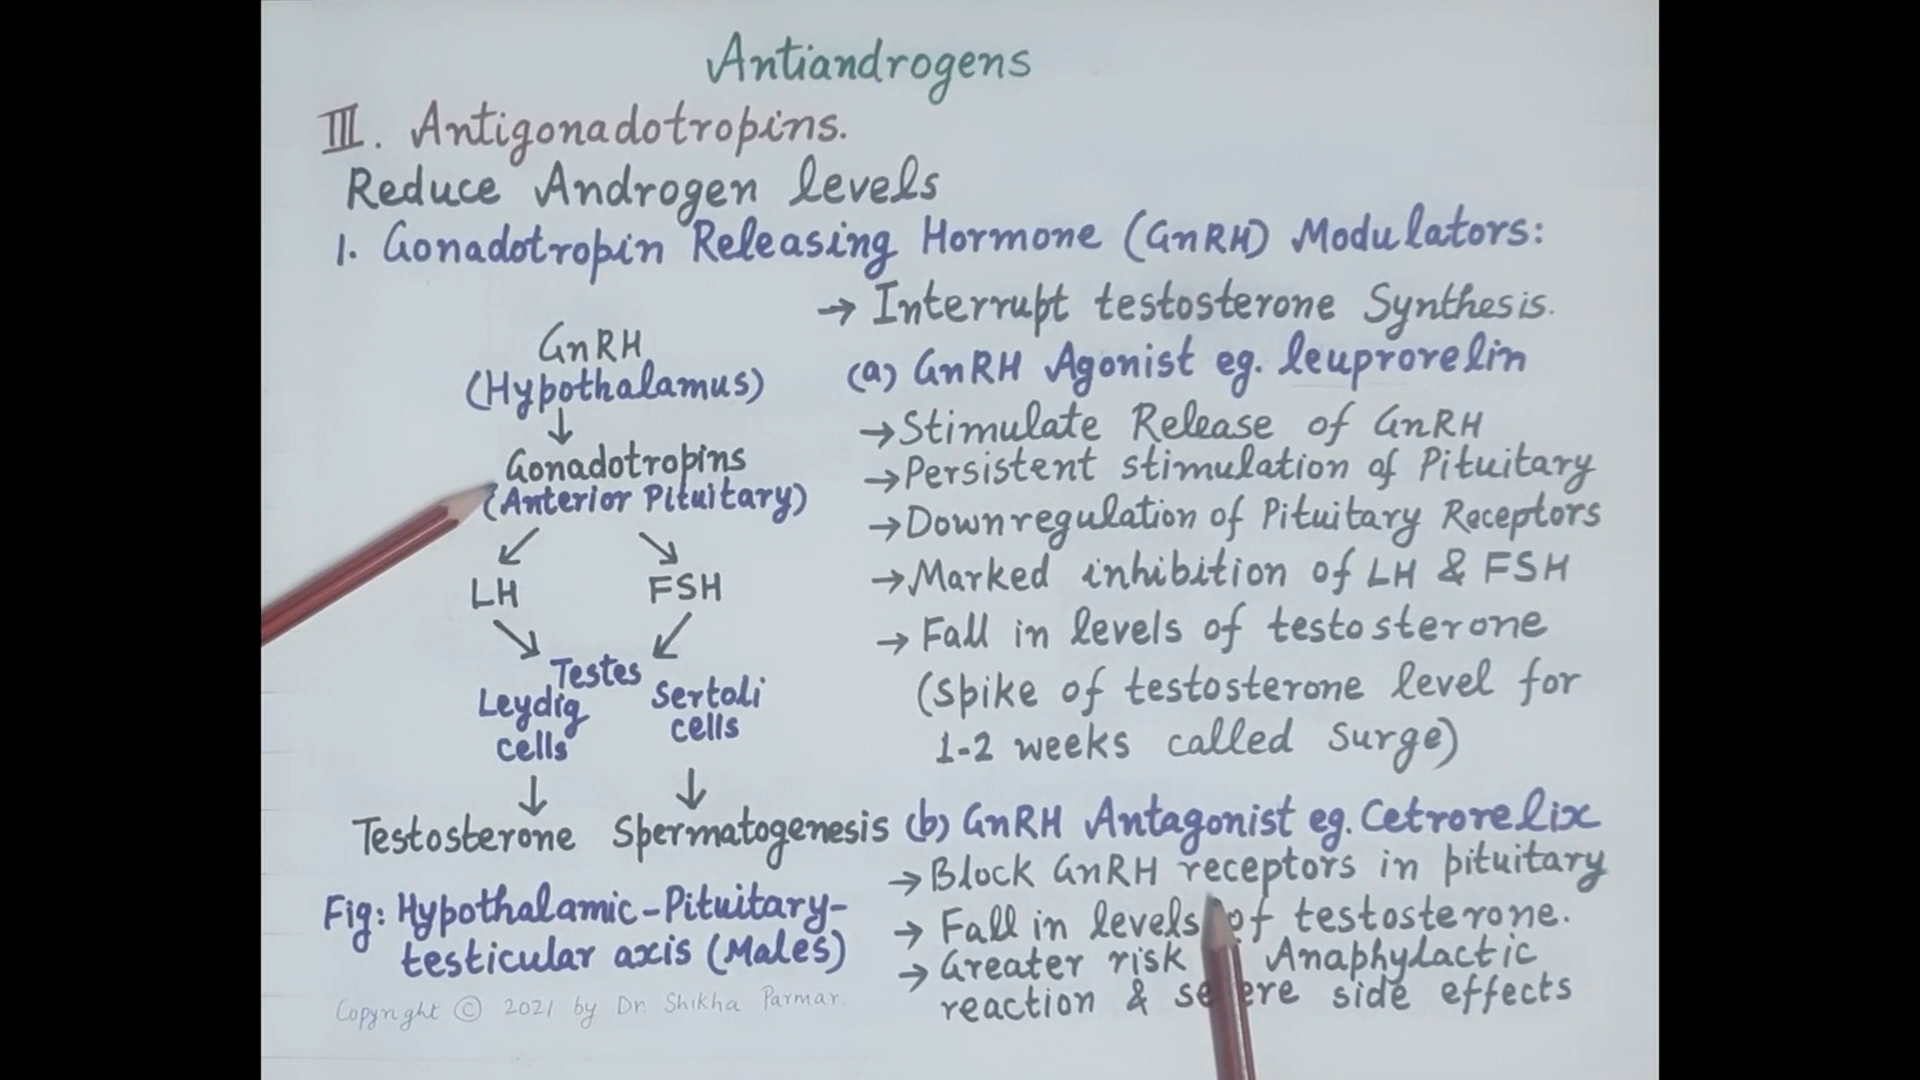 Antiandrogens
III. Antigonadotropins.
Reduce Androgen levels
1. Gonadotropin Releasing Hormone (GnRH) Modulators:
→ Interrupt testosterone Synthesis.
GnRH
(Hypothalamus)
↓
Gonadotropins
(Anterior Pituitary)
↙ ↘
LH FSH
↘ ↙
Testes
Leydig Sertoli
cells cells
↓ ↓
Testosterone Spermatogenesis
Fig: Hypothalamic-Pituitary-
testicular axis (Males)
(a) GnRH Agonist eg. leuprorelin
→ Stimulate Release of GnRH
→ Persistent stimulation of Pituitary
→ Downregulation of Pituitary Receptors
→ Marked inhibition of LH & FSH
→ Fall in levels of testosterone
(Spike of testosterone level for
1-2 weeks called Surge)
(b) GnRH Antagonist eg. Cetrorelix
→ Block GnRH receptors in pituitary
→ Fall in levels of testosterone.
→ Greater risk Anaphylactic
reaction & severe side effects
Copyright © 2021 by Dr. Shikha Parmar